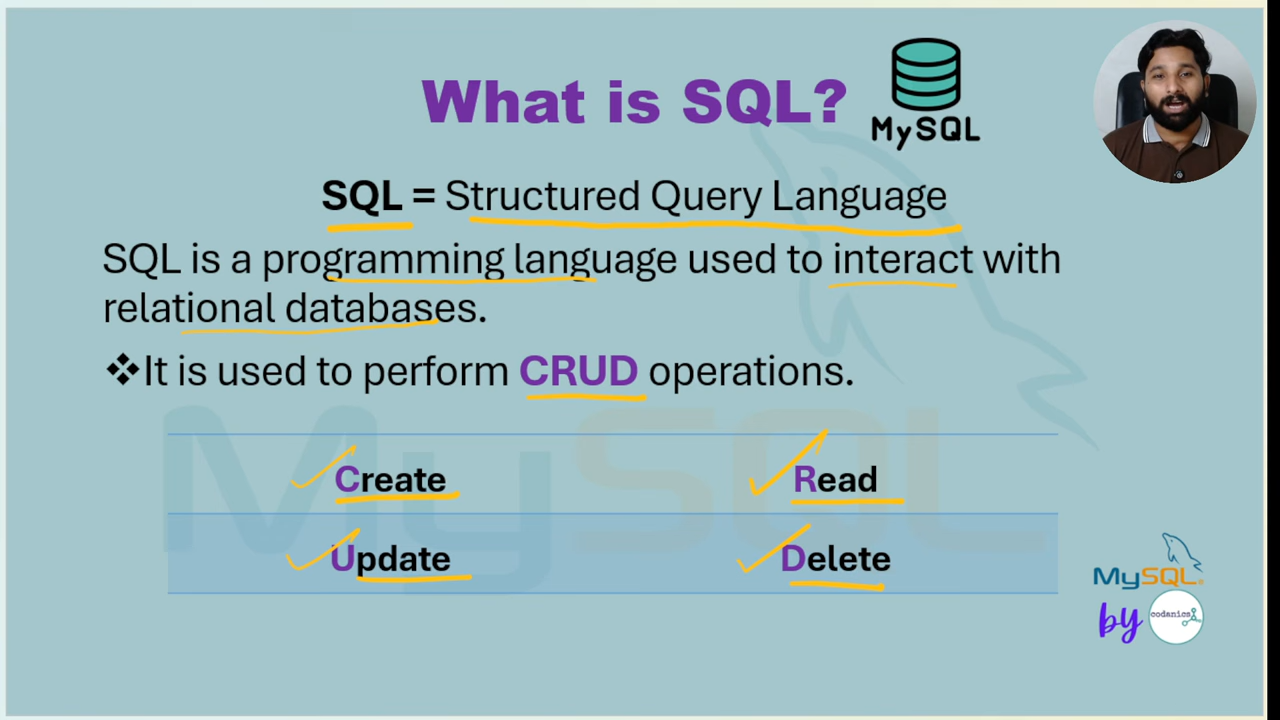 What is SQL?
MySQL
SQL = Structured Query Language
SQL is a programming language used to interact with
relational databases.
❖It is used to perform CRUD operations.
Create Read
Update Delete
MySQL
MySQL
by codanics